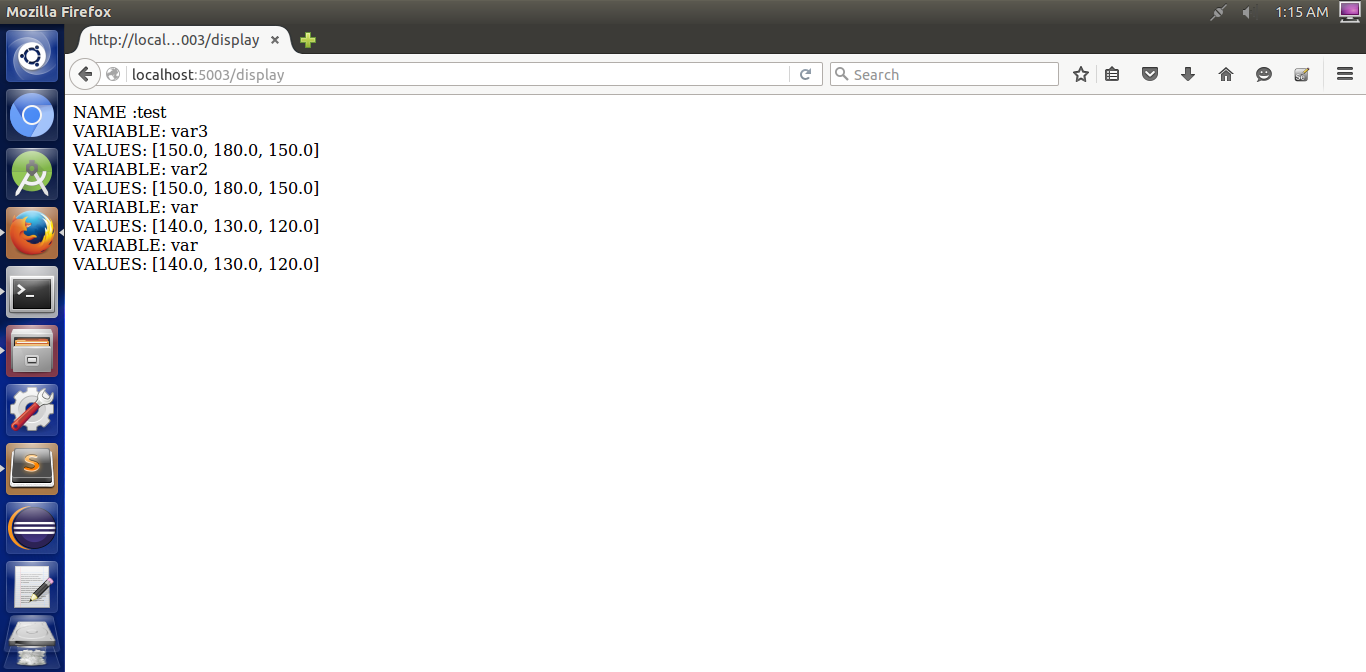 Mozilla Firefox
1:15 AM
http://local...003/display
localhost:5003/display
Search
NAME :test
VARIABLE: var3
VALUES: [150.0, 180.0, 150.0]
VARIABLE: var2
VALUES: [150.0, 180.0, 150.0]
VARIABLE: var
VALUES: [140.0, 130.0, 120.0]
VARIABLE: var
VALUES: [140.0, 130.0, 120.0]